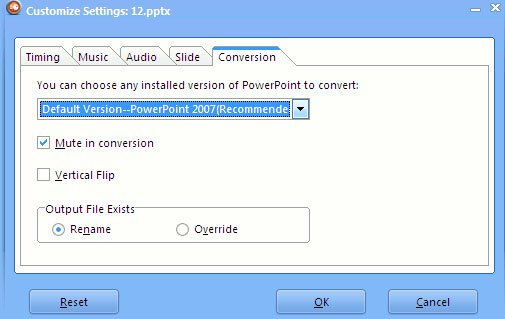 Customize Settings: 12.pptx
Timing Music Audio Slide Conversion
You can choose any installed version of PowerPoint to convert:
Default Version--PowerPoint 2007(Recommende
Mute in conversion
Vertical Flip
Output File Exists
Rename Override
Reset OK Cancel